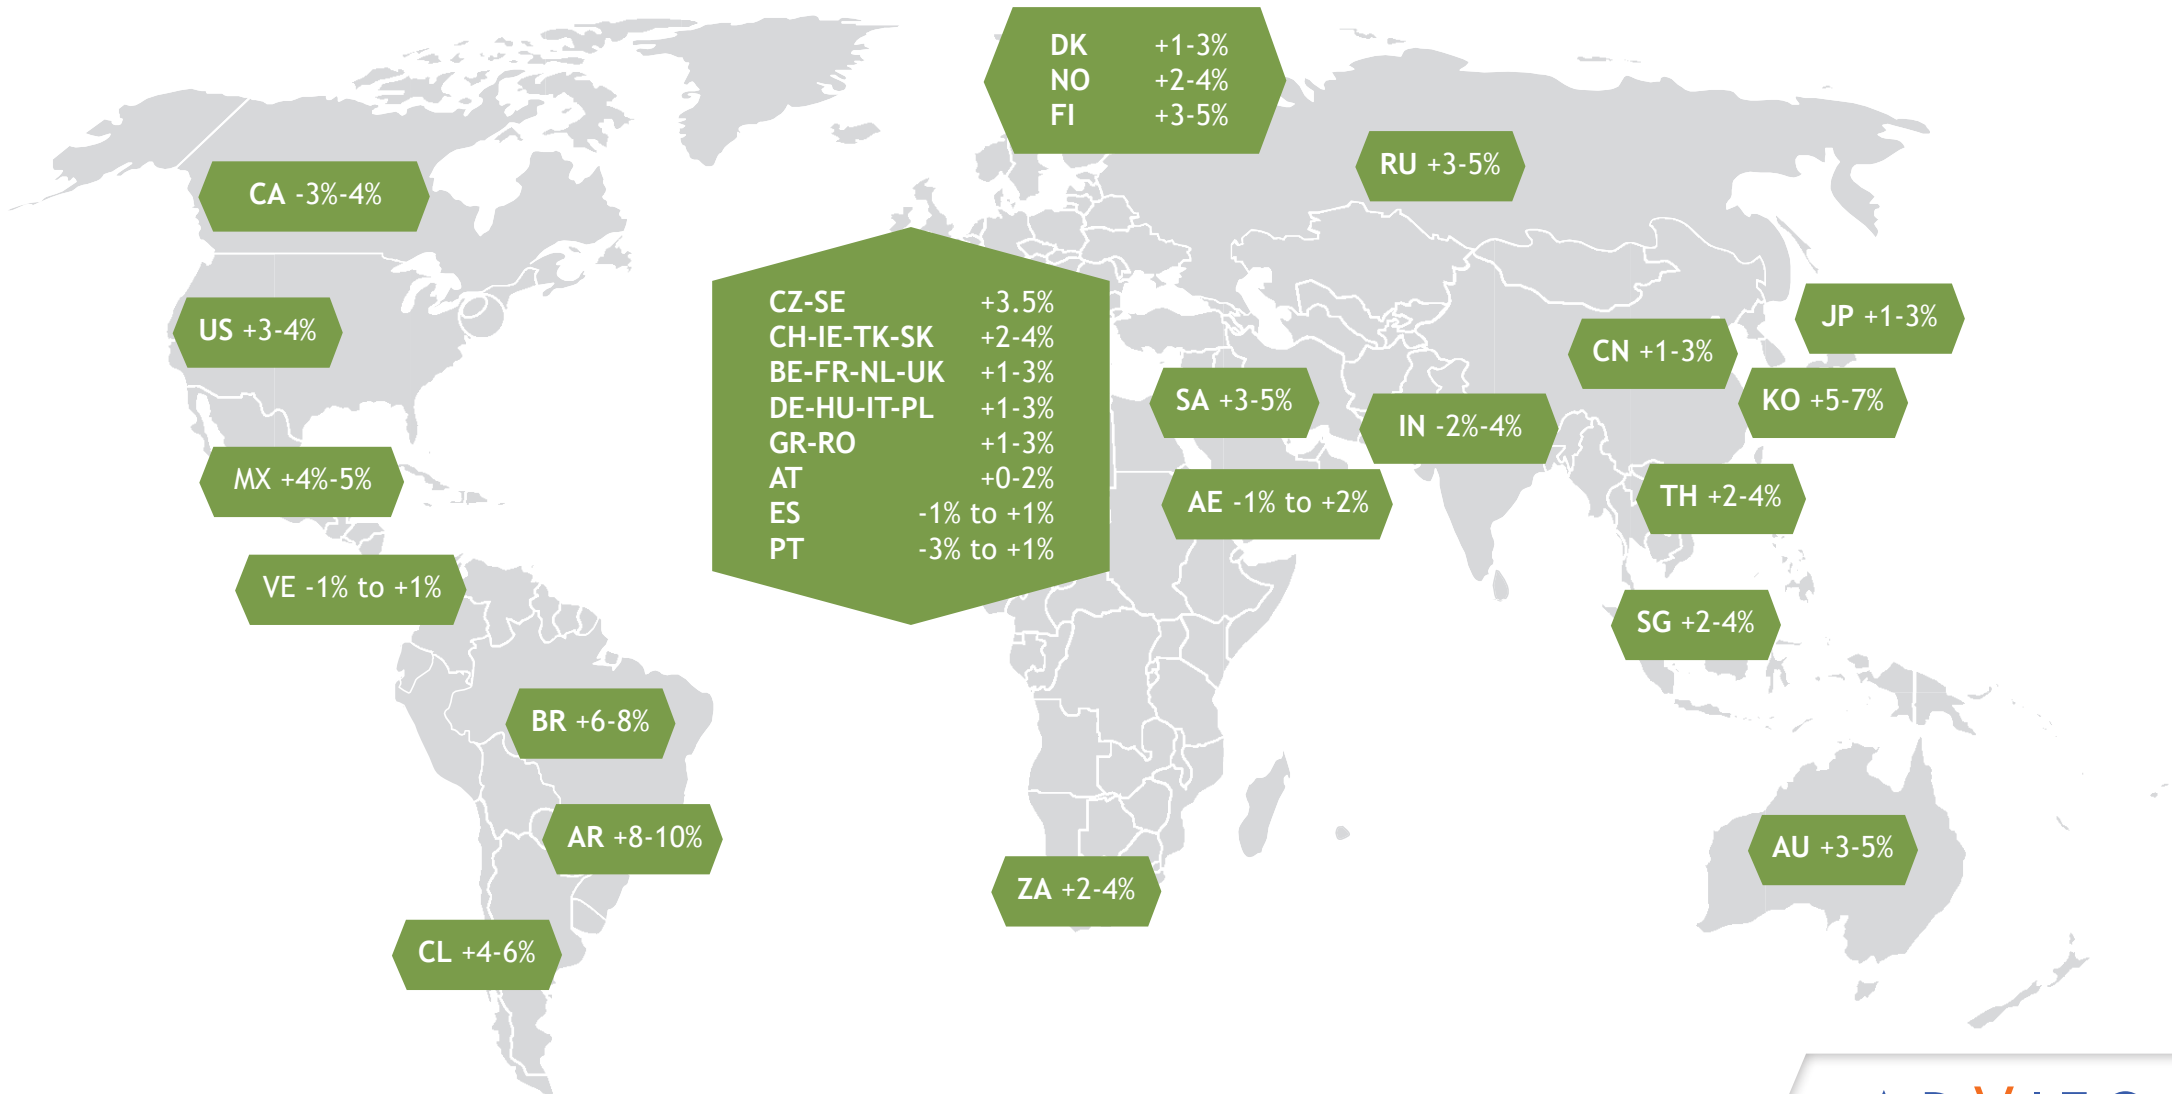 DK +1-3%
NO +2-4%
FI +3-5%
RU +3-5%
CA -3%-4%
US +3-4%
MX +4%-5%
VE -1% to +1%
BR +6-8%
AR +8-10%
CL +4-6%
CZ-SE +3.5%
CH-IE-TK-SK +2-4%
BE-FR-NL-UK +1-3%
DE-HU-IT-PL +1-3%
GR-RO +1-3%
AT +0-2%
ES -1% to +1%
PT -3% to +1%
SA +3-5%
AE -1% to +2%
IN -2%-4%
CN +1-3%
JP +1-3%
KO +5-7%
TH +2-4%
SG +2-4%
ZA +2-4%
AU +3-5%